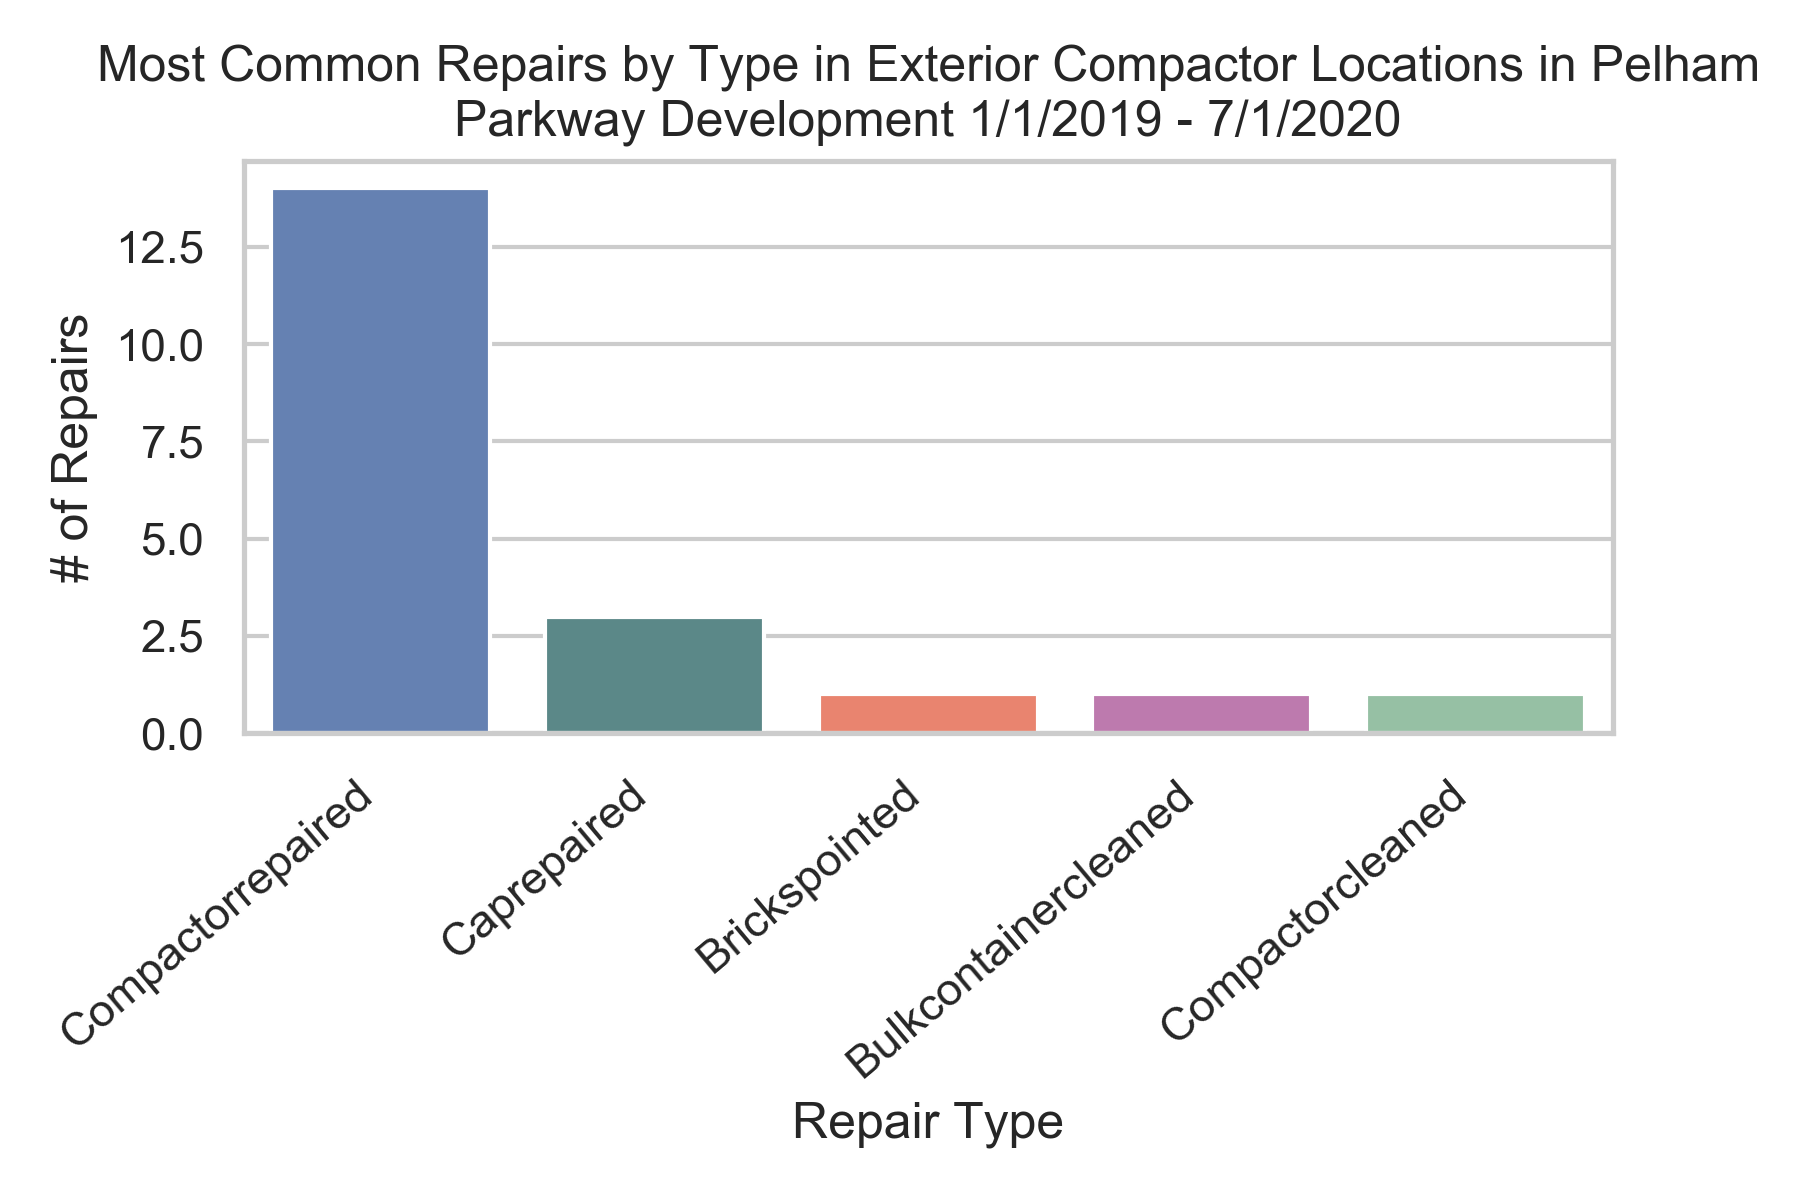 Most Common Repairs by Type in Exterior Compactor Locations in Pelham
Parkway Development 1/1/2019 - 7/1/2020
12.5
10.0
7.5
5.0
2.5
0.0
# of Repairs
Compactorrepaired
Caprepaired
Brickspointed
Bulkcontainercleaned
Compactorcleaned
Repair Type